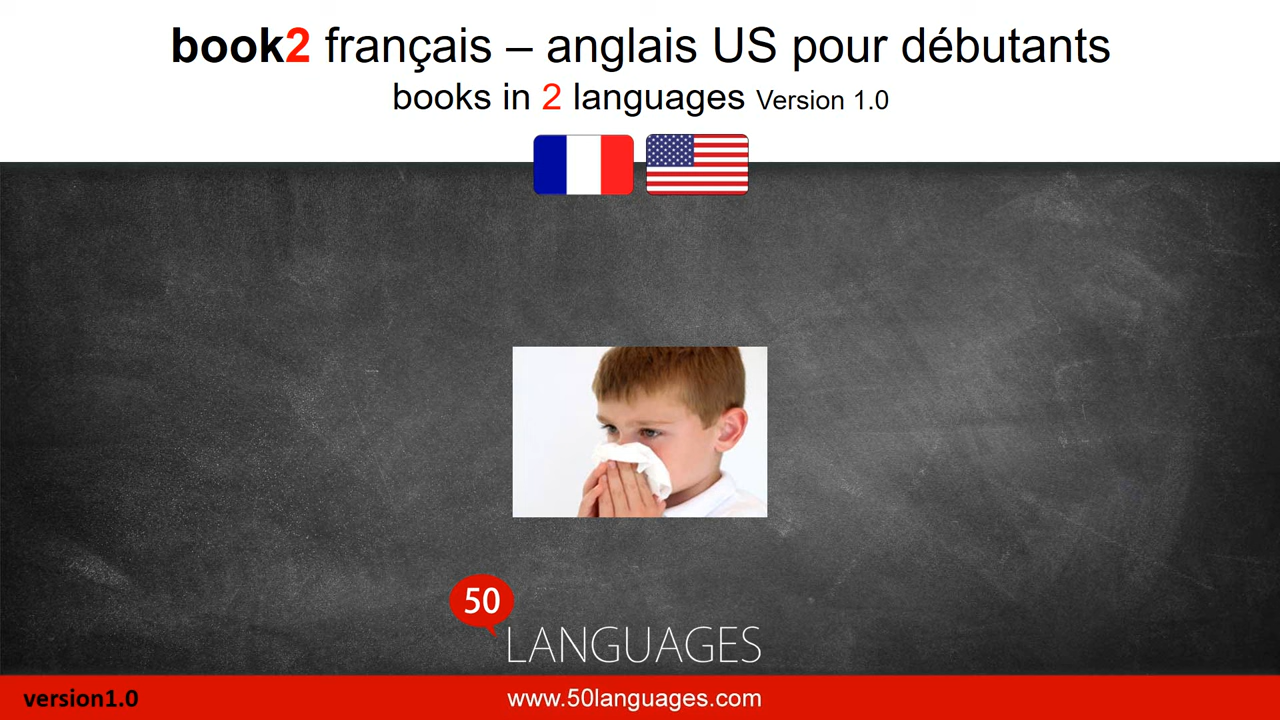 book2 français – anglais US pour débutants
books in 2 languages Version 1.0
50
LANGUAGES
version1.0
www.50languages.com